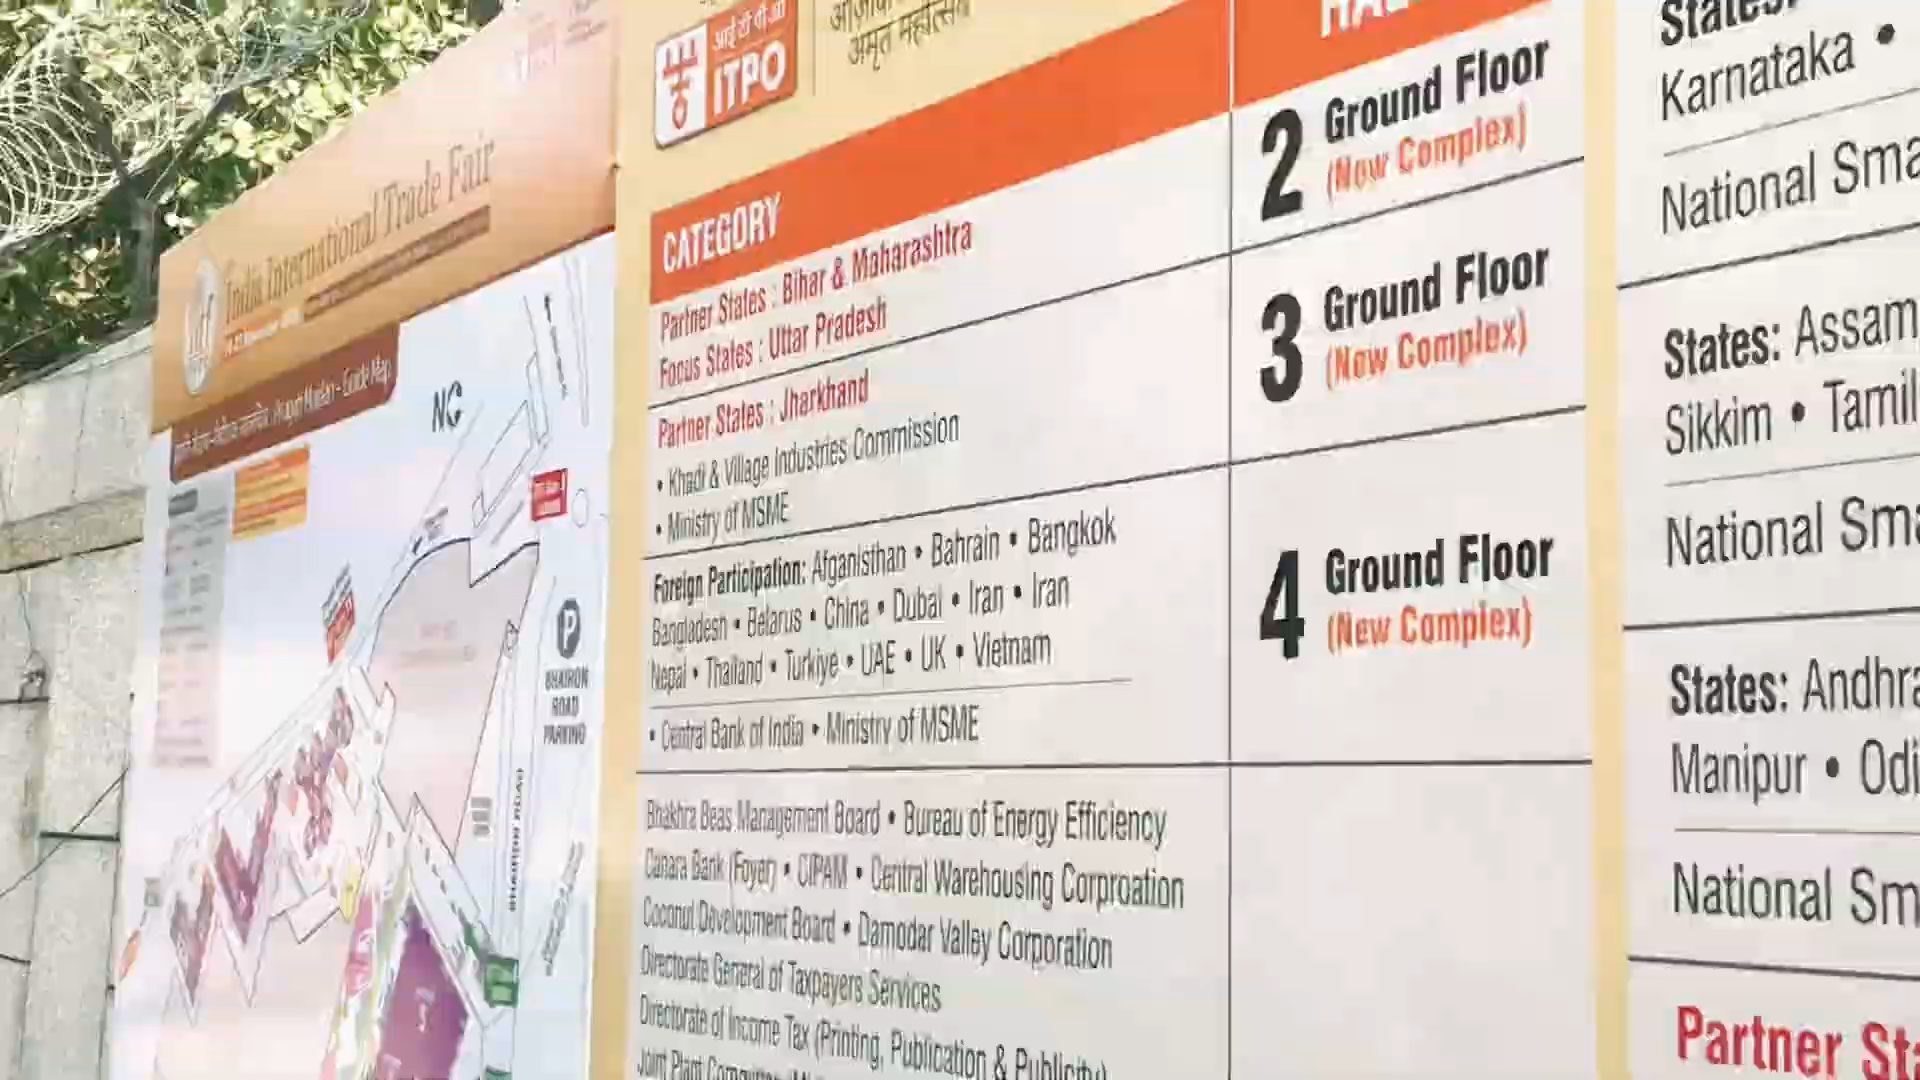 India International Trade Fair
Pragati Maidan - Guide Map
P
BHAIRON
ROAD
PARKING
BHAIRON ROAD
5
आई टी पी ओ
ITPO
अमृत महोत्सव
CATEGORY
Partner States : Bihar & Maharashtra
Focus States : Uttar Pradesh
2 Ground Floor
(New Complex)
Partner States : Jharkhand
• Khadi & Village Industries Commission
• Ministry of MSME
3 Ground Floor
(New Complex)
Foreign Participation: Afganisthan • Bahrain • Bangkok
Bangladesh • Belarus • China • Dubai • Iran • Iran
Nepal • Thailand • Turkiye • UAE • UK • Vietnam
• Central Bank of India • Ministry of MSME
4 Ground Floor
(New Complex)
Bhakhra Beas Management Board • Bureau of Energy Efficiency
Canara Bank (Foyer) • CIPAM • Central Warehousing Corproation
Coconut Development Board • Damodar Valley Corporation
Directorate General of Taxpayers Services
Directorate of Income Tax (Printing, Publication & Publicity)
Joint Plant
States:
Karnataka •
National Sma
States: Assam
Sikkim • Tamil
National Sma
States: Andhra
Manipur • Odi
National Sm
Partner Sta